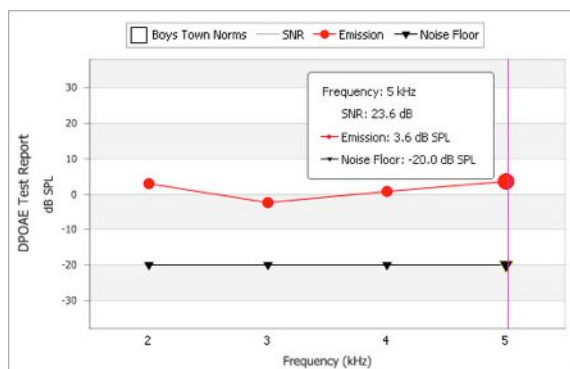 Boys Town Norms SNR Emission Noise Floor
DPOAE Test Report
dB SPL
30
20
10
0
-10
-20
-30
Frequency: 5 kHz
SNR: 23.6 dB
Emission: 3.6 dB SPL
Noise Floor: -20.0 dB SPL
2 3 4 5
Frequency (kHz)